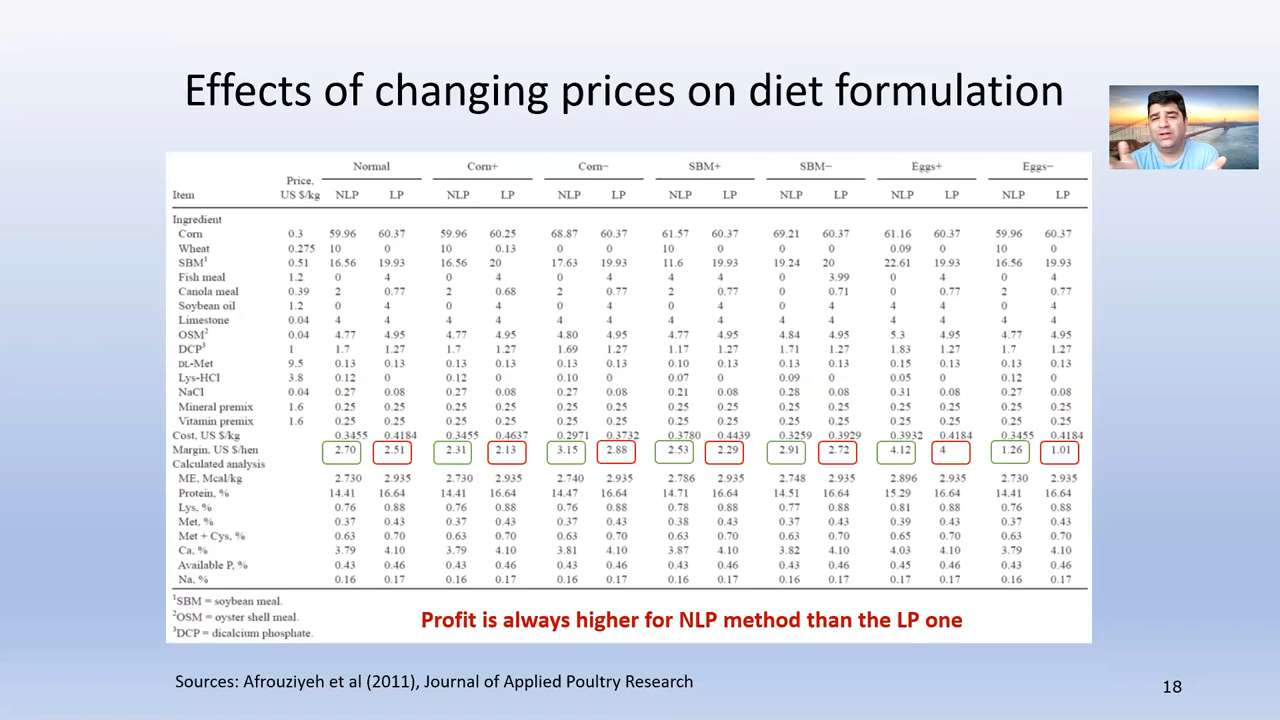 Effects of changing prices on diet formulation
Normal Corn+ Corn− SBM+ SBM− Eggs+ Eggs−
Item Price, US $/kg NLP LP NLP LP NLP LP NLP LP NLP LP NLP LP NLP LP
Ingredient
Corn 0.3 59.96 60.37 59.96 60.25 68.87 60.37 61.57 60.37 69.21 60.37 61.16 60.37 59.96 60.37
Wheat 0.275 10 0 10 0.13 0 0 10 0 0 0 0.09 0 10 0
SBM1 0.51 16.56 19.93 16.56 20 17.63 19.93 11.6 19.93 19.24 20 22.61 19.93 16.56 19.93
Fish meal 1.2 0 4 0 4 0 4 4 4 0 3.99 0 4 0 4
Canola meal 0.39 2 0.77 2 0.68 2 0.77 2 0.77 0 0.71 0 0.77 2 0.77
Soybean oil 1.2 0 4 0 4 0 4 0 4 0 4 4 4 0 4
Limestone 0.04 4 4 4 4 4 4 4 4 4 4 4 4 4 4
OSM2 0.04 4.77 4.95 4.77 4.95 4.80 4.95 4.77 4.95 4.84 4.95 5.3 4.95 4.77 4.95
DCP3 1 1.7 1.27 1.7 1.27 1.69 1.27 1.17 1.27 1.71 1.27 1.83 1.27 1.7 1.27
DL-Met 9.5 0.13 0.13 0.13 0.13 0.13 0.13 0.10 0.13 0.13 0.13 0.15 0.13 0.13 0.13
Lys-HCl 3.8 0.12 0 0.12 0 0.10 0 0.07 0 0.09 0 0.05 0 0.12 0
NaCl 0.04 0.27 0.08 0.27 0.08 0.27 0.08 0.21 0.08 0.28 0.08 0.31 0.08 0.27 0.08
Mineral premix 1.6 0.25 0.25 0.25 0.25 0.25 0.25 0.25 0.25 0.25 0.25 0.25 0.25 0.25 0.25
Vitamin premix 1.6 0.25 0.25 0.25 0.25 0.25 0.25 0.25 0.25 0.25 0.25 0.25 0.25 0.25 0.25
Cost, US $/kg 0.3455 0.4184 0.3455 0.4637 0.2971 0.3732 0.3780 0.4439 0.3259 0.3929 0.3932 0.4184 0.3455 0.4184
Margin, US $/hen 2.70 2.51 2.31 2.13 3.15 2.88 2.53 2.29 2.91 2.72 4.12 4 1.26 1.01
Calculated analysis
ME, Mcal/kg 2.730 2.935 2.730 2.935 2.740 2.935 2.786 2.935 2.748 2.935 2.896 2.935 2.730 2.935
Protein, % 14.41 16.64 14.41 16.64 14.47 16.64 14.71 16.64 14.51 16.64 15.29 16.64 14.41 16.64
Lys, % 0.76 0.88 0.76 0.88 0.76 0.88 0.78 0.88 0.77 0.88 0.81 0.88 0.76 0.88
Met, % 0.37 0.43 0.37 0.43 0.37 0.43 0.38 0.43 0.37 0.43 0.39 0.43 0.37 0.43
Met + Cys, % 0.63 0.70 0.63 0.70 0.63 0.70 0.63 0.70 0.63 0.70 0.65 0.70 0.63 0.70
Ca, % 3.79 4.10 3.79 4.10 3.81 4.10 3.87 4.10 3.82 4.10 4.03 4.10 3.79 4.10
Available P, % 0.43 0.46 0.43 0.46 0.43 0.46 0.43 0.46 0.43 0.46 0.45 0.46 0.43 0.46
Na, % 0.16 0.17 0.16 0.17 0.16 0.17 0.16 0.17 0.16 0.17 0.17 0.17 0.16 0.17
1SBM = soybean meal.
2OSM = oyster shell meal.
3DCP = dicalcium phosphate.
Profit is always higher for NLP method than the LP one
Sources: Afrouziyeh et al (2011), Journal of Applied Poultry Research
18